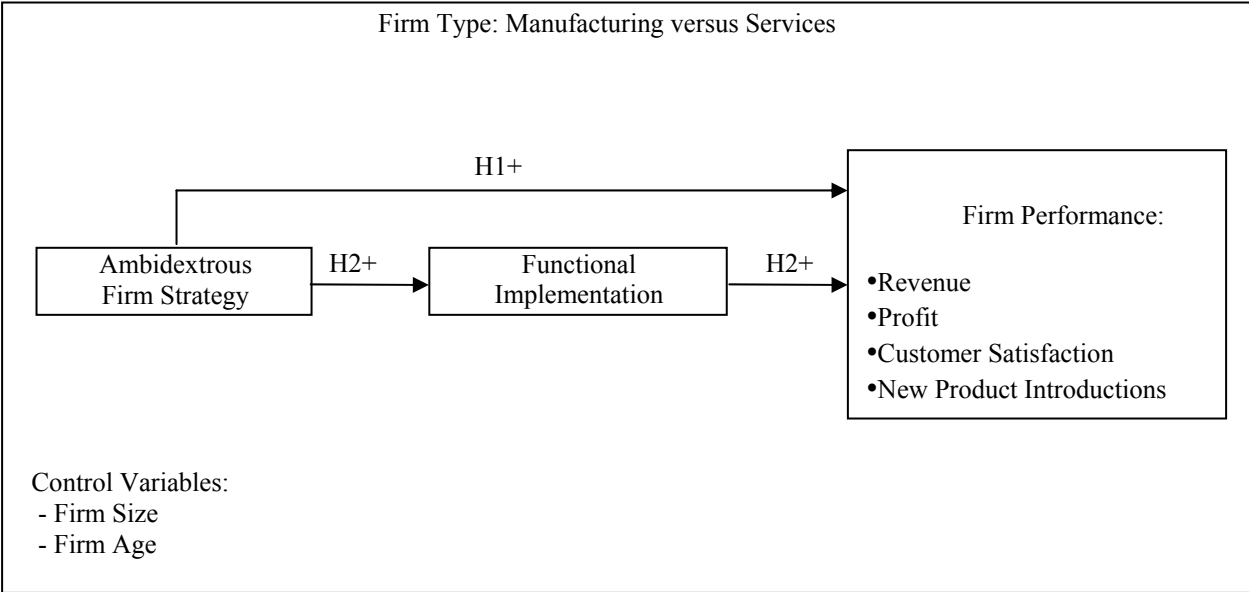 Firm Type: Manufacturing versus Services
H1+
Firm Performance:
Ambidextrous
Firm Strategy
H2+
Functional
Implementation
H2+
•Revenue
•Profit
•Customer Satisfaction
•New Product Introductions
Control Variables:
- Firm Size
- Firm Age